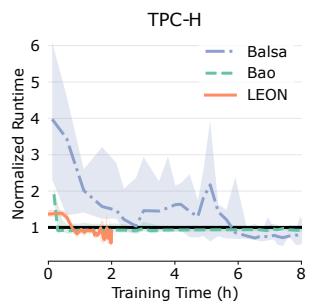 TPC-H
Normalized Runtime
6
5
4
3
2
1
Balsa
Bao
LEON
0 2 4 6 8
Training Time (h)